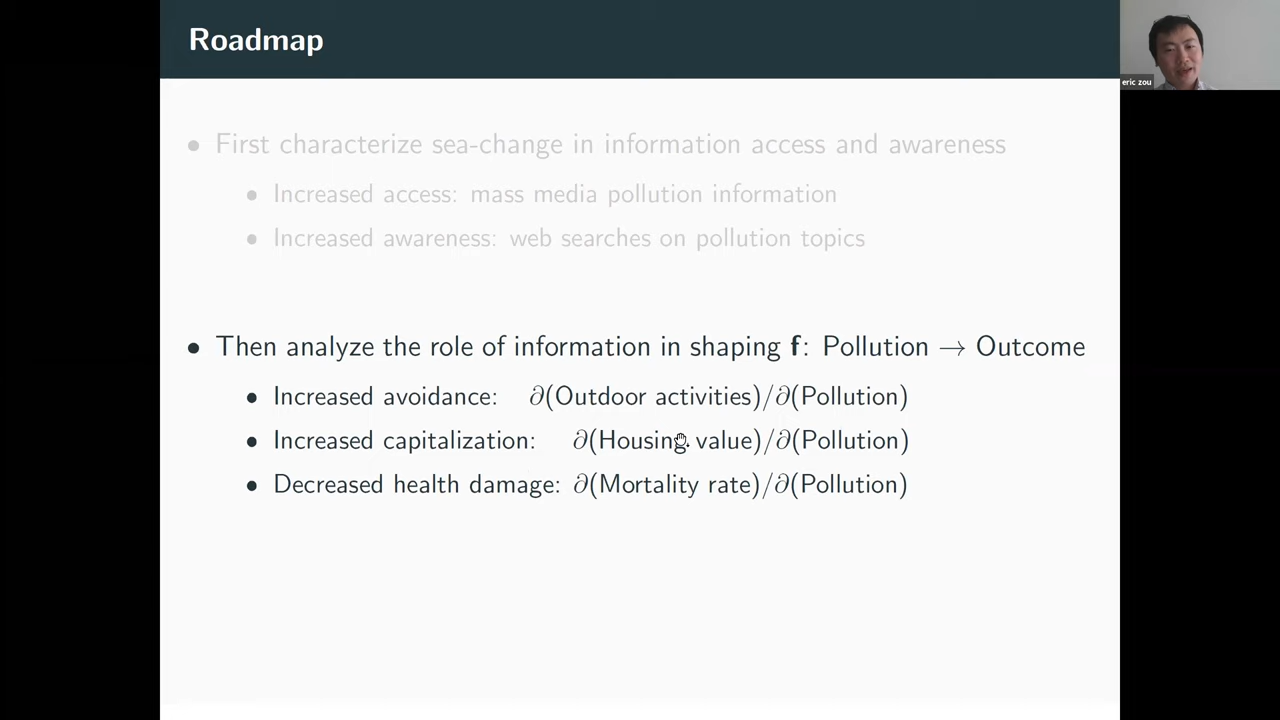 Roadmap
eric zou
• First characterize sea-change in information access and awareness
• Increased access: mass media pollution information
• Increased awareness: web searches on pollution topics
• Then analyze the role of information in shaping f: Pollution → Outcome
• Increased avoidance: ∂(Outdoor activities)/∂(Pollution)
• Increased capitalization: ∂(Housing value)/∂(Pollution)
• Decreased health damage: ∂(Mortality rate)/∂(Pollution)